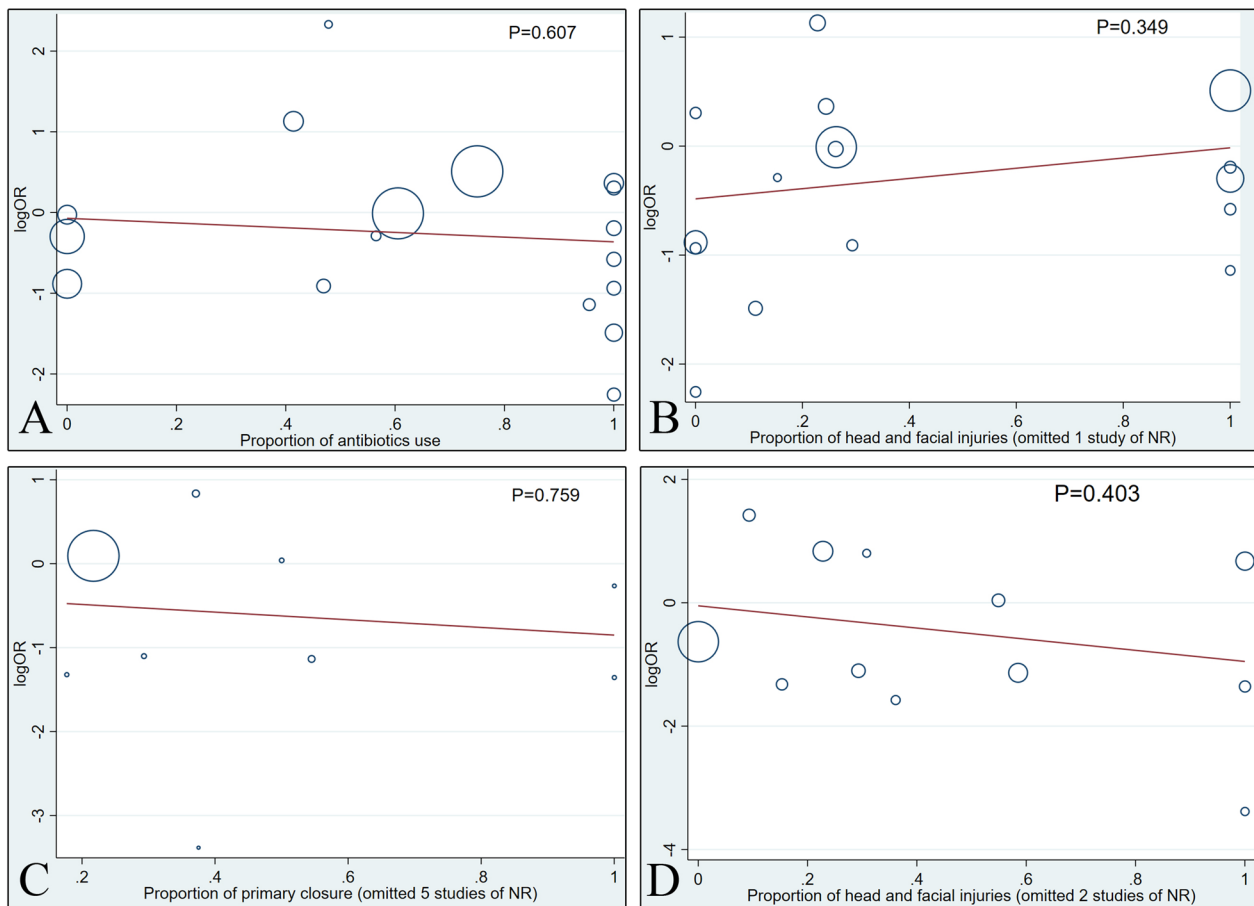 P=0.607
logOR
2
1
0
-1
-2
0 .2 .4 .6 .8 1
Proportion of antibiotics use
A
P=0.349
logOR
1
0
-1
-2
0 .2 .4 .6 .8 1
Proportion of head and facial injuries (omitted 1 study of NR)
B
P=0.759
logOR
1
0
-1
-2
-3
.2 .4 .6 .8 1
Proportion of primary closure (omitted 5 studies of NR)
C
P=0.403
logOR
2
0
-2
-4
0 .2 .4 .6 .8 1
Proportion of head and facial injuries (omitted 2 studies of NR)
D